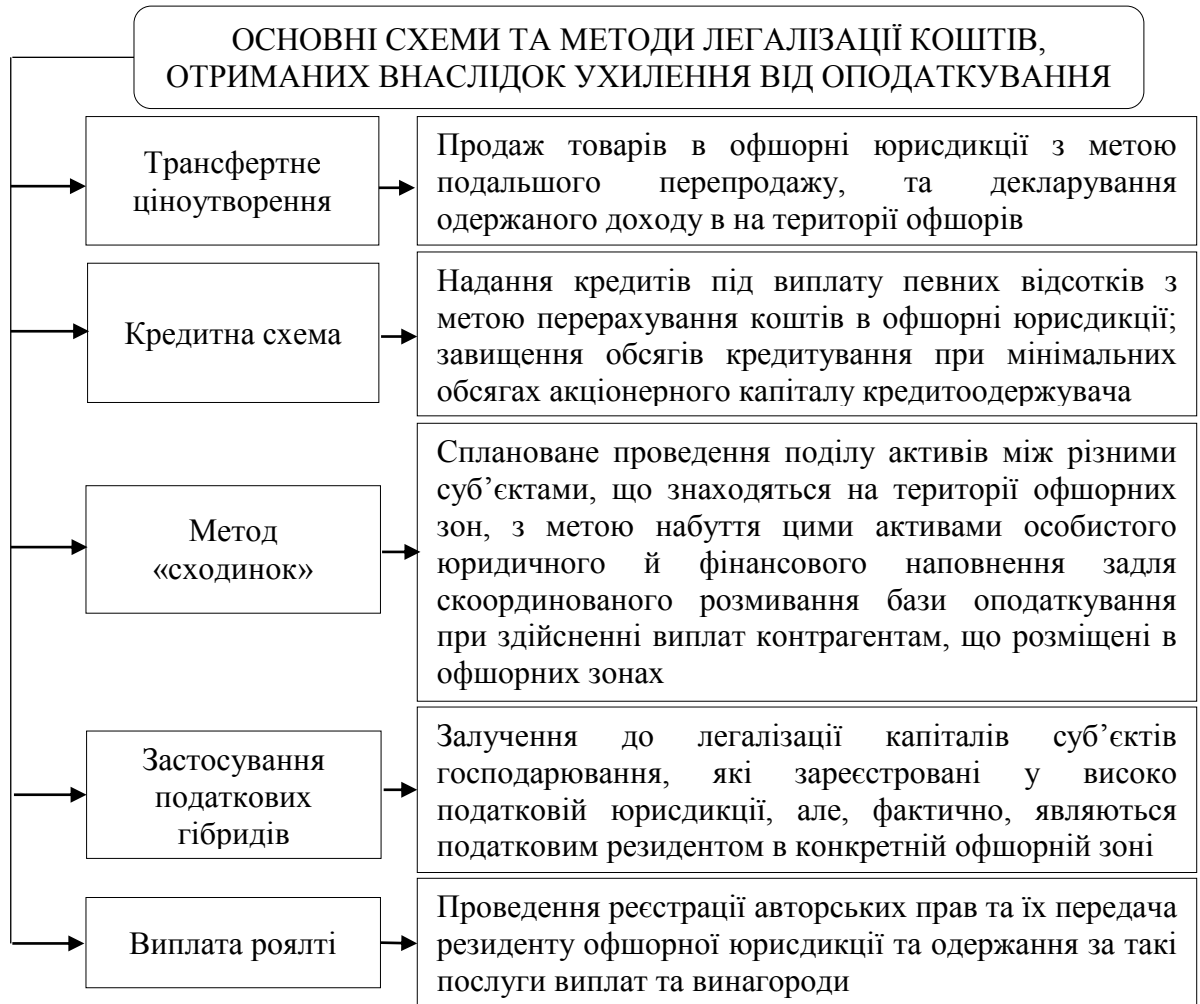 ОСНОВНІ СХЕМИ ТА МЕТОДИ ЛЕГАЛІЗАЦІЇ КОШТІВ,
ОТРИМАНИХ ВНАСЛІДОК УХИЛЕННЯ ВІД ОПОДАТКУВАННЯ
Трансфертне
ціноутворення
Продаж товарів в офшорні юрисдикції з метою
подальшого перепродажу, та декларування
одержаного доходу в на території офшорів
Кредитна схема
Надання кредитів під виплату певних відсотків з
метою перерахування коштів в офшорні юрисдикції;
завищення обсягів кредитування при мінімальних
обсягах акціонерного капіталу кредитоодержувача
Метод
«сходинок»
Сплановане проведення поділу активів між різними
суб’єктами, що знаходяться на території офшорних
зон, з метою набуття цими активами особистого
юридичного й фінансового наповнення задля
скоординованого розмивання бази оподаткування
при здійсненні виплат контрагентам, що розміщені в
офшорних зонах
Застосування
податкових
гібридів
Залучення до легалізації капіталів суб’єктів
господарювання, які зареєстровані у високо
податковій юрисдикції, але, фактично, являються
податковим резидентом в конкретній офшорній зоні
Виплата роялті
Проведення реєстрації авторських прав та їх передача
резиденту офшорної юрисдикції та одержання за такі
послуги виплат та винагороди